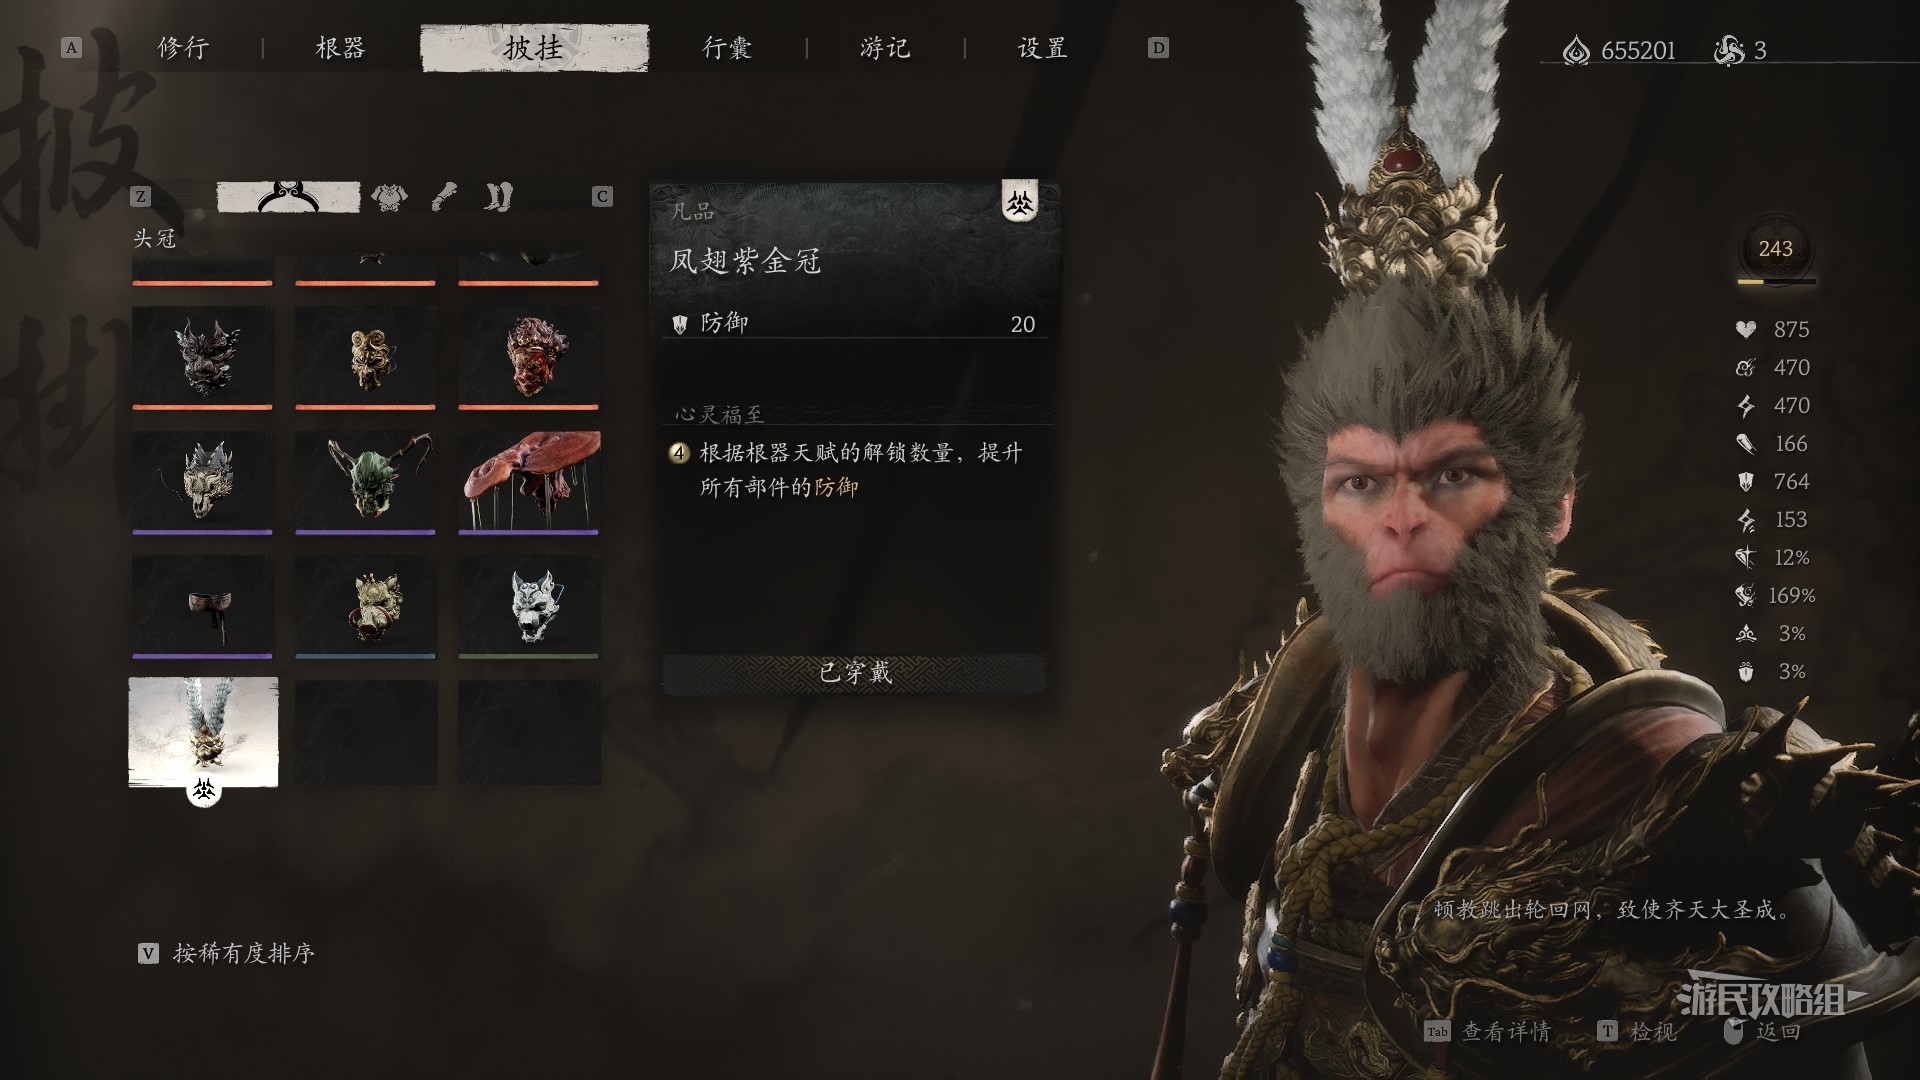 A 修行 根器 披挂 行囊 游记 设置 D
655201 3
披挂
Z C
头冠
凡品
凤翅紫金冠
防御 20
心灵福至
4 根据根器天赋的解锁数量，提升
所有部件的防御
已穿戴
243
875
470
470
166
764
153
12%
169%
3%
3%
顿教跳出轮回网，致使齐天大圣成。
V 按稀有度排序
游民攻略组
Tab 查看详情 T 检视 返回